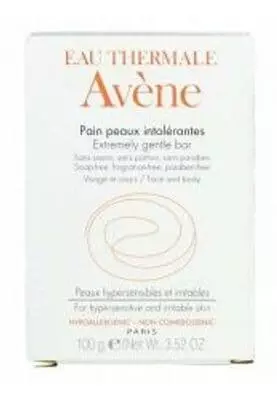 EAU THERMALE
Avène
Pain peaux intolérantes
Extremely gentle bar
Sans savon, sans parfum, sans paraben
Soap-free, fragrance-free, paraben-free
Visage et corps / Face and body
Peaux hypersensibles et irritables
For hypersensitive and irritable skin
HYPOALLERGENIC - NON COMEDOGENIC
PARIS
100 g e/Net Wt. 3.52 OZ